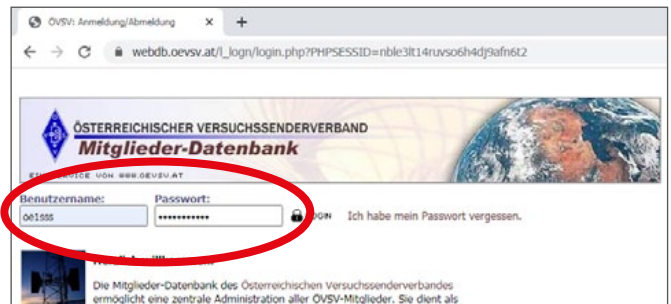 ÖVSV: Anmeldung/Abmeldung
webdb.oevsv.at/l_logn/login.php?PHPSESSID=nble3lt14ruvso6h4dj9afn6t2
ÖSTERREICHISCHER VERSUCHSSENDERVERBAND
Mitglieder-Datenbank
SERVICE VON WWW.OEVSV.AT
Benutzername: Passwort:
oe1sss ••••••••••• LOGIN Ich habe mein Passwort vergessen.
Die Mitglieder-Datenbank des Österreichischen Versuchssenderverbandes
ermöglicht eine zentrale Administration aller ÖVSV-Mitglieder. Sie dient als